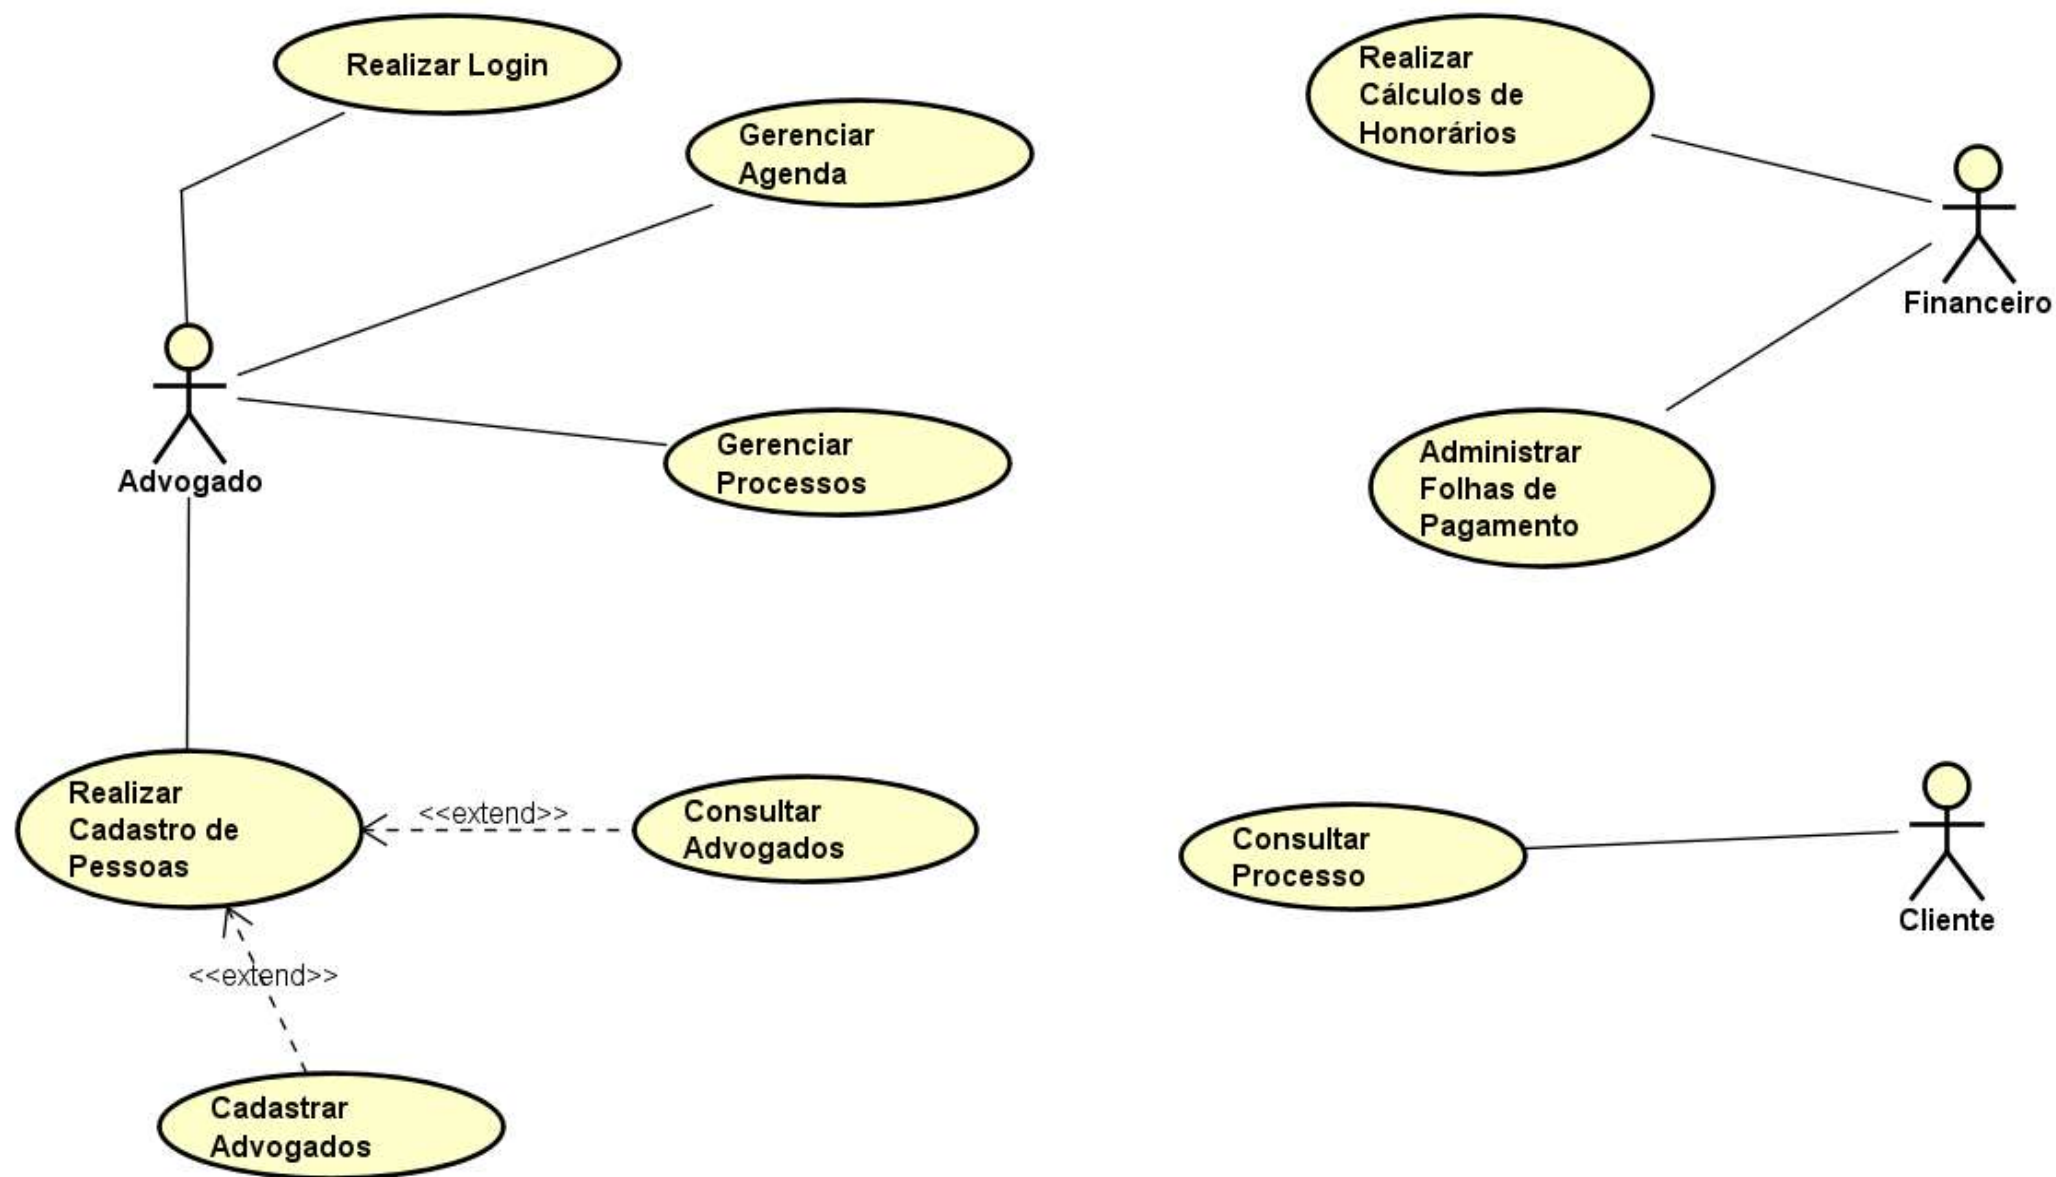 Realizar Login
Gerenciar
Agenda
Realizar
Cálculos de
Honorários
Financeiro
Advogado
Gerenciar
Processos
Administrar
Folhas de
Pagamento
Realizar
Cadastro de
Pessoas
<<extend>>
Consultar
Advogados
Consultar
Processo
Cliente
<<extend>>
Cadastrar
Advogados